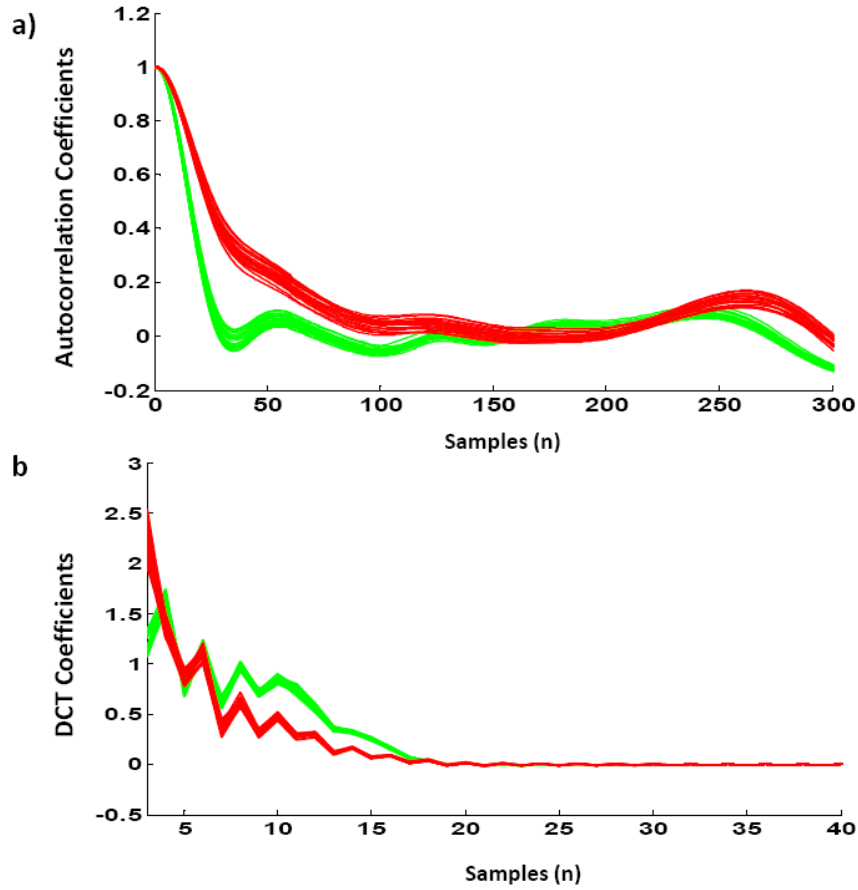 a)
Autocorrelation Coefficients
1.2
1
0.8
0.6
0.4
0.2
0
-0.2
0 50 100 150 200 250 300
Samples (n)
b
DCT Coefficients
3
2.5
2
1.5
1
0.5
0
-0.5
5 10 15 20 25 30 35 40
Samples (n)